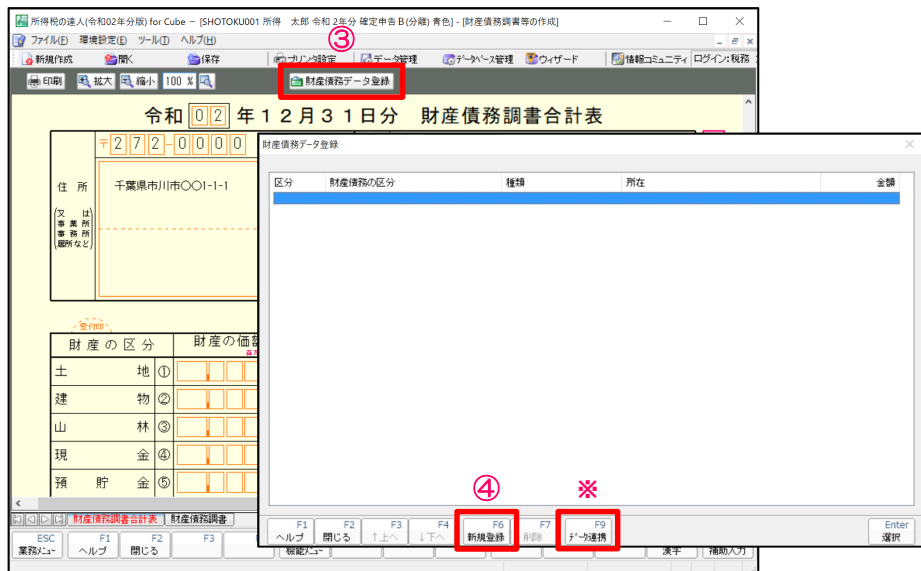 所得税の達人(令和02年分版) for Cube － [SHOTOKU001 所得　太郎 令和 2年分 確定申告Ｂ(分離) 青色] - [財産債務調書等の作成]
ファイル(F) 環境設定(E) ツール(T) ヘルプ(H)
③
新規作成 開く 保存 プリンタ設定 データ管理 データベース管理 ウィザード 情報コミュニティ ログイン:税務
印刷 拡大 縮小 100 % 財産債務データ登録
令和 02 年１２月３１日分　財産債務調書合計表
〒272-0000
住 所
千葉県市川市〇〇1-1-1
又 は
事 業 所
事 務 所
居所など
受付印
財産の区分 財産の価
土 地 ①
建 物 ②
山 林 ③
現 金 ④
預 貯 金 ⑤
財産債務調書合計表 財産債務調書
ESC F1 F2 F3
業務メニュー ヘルプ 閉じる 機能メニュー 漢字 補助入力
財産債務データ登録
区分 財産債務の区分 種類 所在 金額
④ ※
F1 F2 F3 F4 F6 F7 F9 Enter
ヘルプ 閉じる ↑上へ ↓下へ 新規登録 削除 データ連携 選択